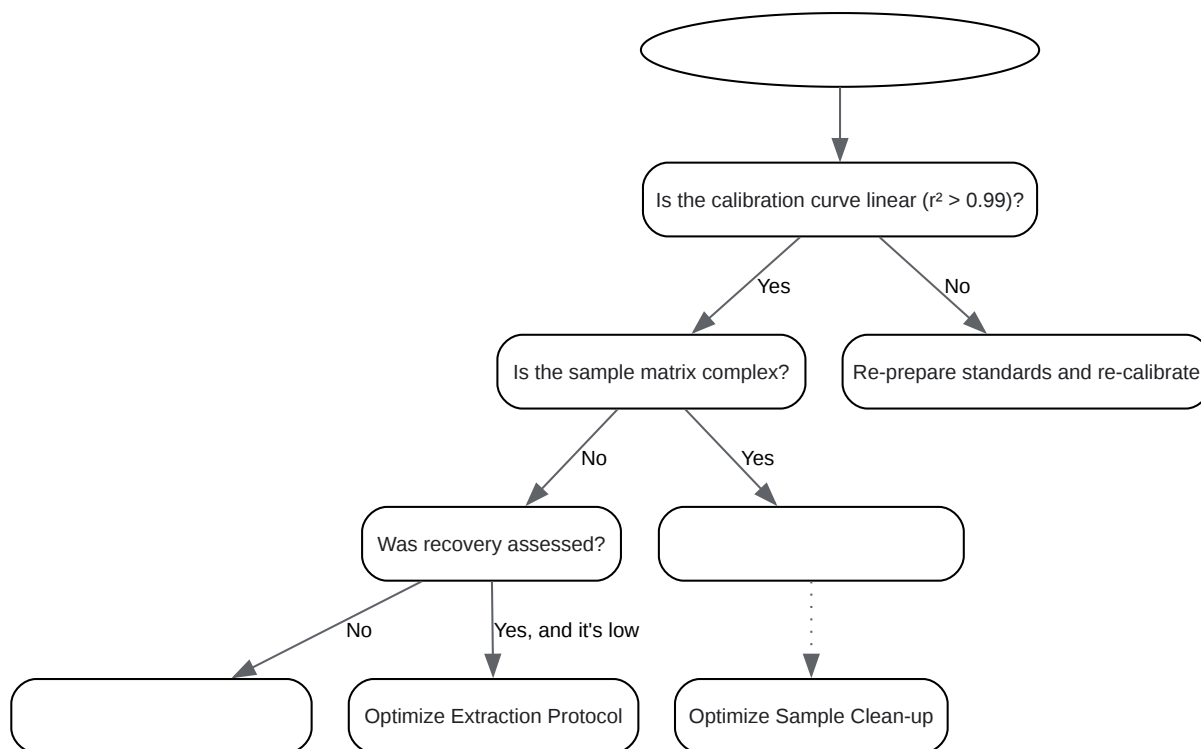 Is the calibration curve linear (r² > 0.99)?
Yes
No
Is the sample matrix complex?
Re-prepare standards and re-calibrate
No
Yes
Was recovery assessed?
No
Yes, and it's low
Optimize Extraction Protocol
Optimize Sample Clean-up